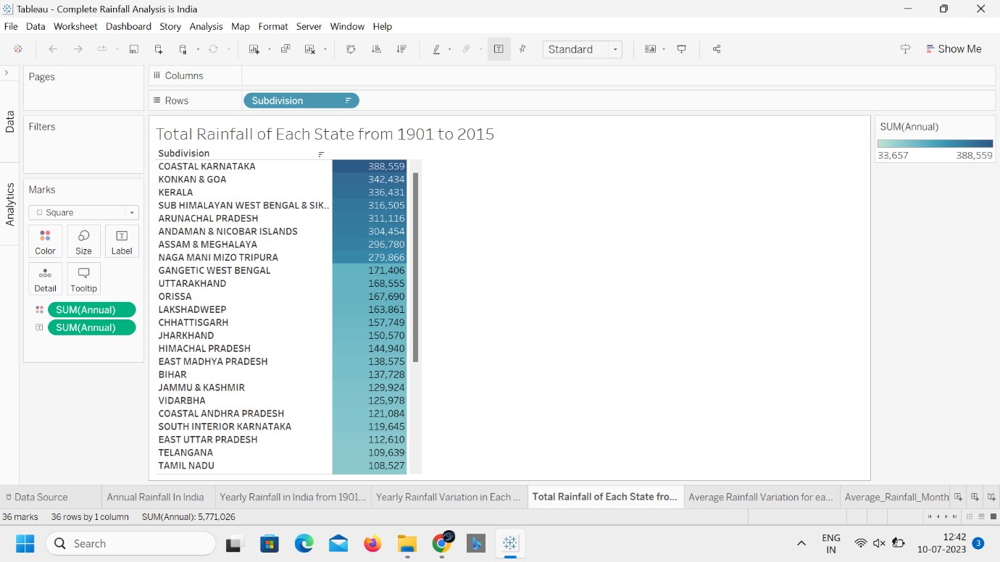 Tableau - Complete Rainfall Analysis is India
File Data Worksheet Dashboard Story Analysis Map Format Server Window Help
Standard
Show Me
Data
Analytics
Pages
Filters
Marks
Square
Color Size Label
Detail Tooltip
SUM(Annual)
SUM(Annual)
Columns
Rows Subdivision
Total Rainfall of Each State from 1901 to 2015
Subdivision
COASTAL KARNATAKA 388,559
KONKAN & GOA 342,434
KERALA 336,431
SUB HIMALAYAN WEST BENGAL & SIK.. 316,505
ARUNACHAL PRADESH 311,116
ANDAMAN & NICOBAR ISLANDS 304,454
ASSAM & MEGHALAYA 296,780
NAGA MANI MIZO TRIPURA 279,866
GANGETIC WEST BENGAL 171,406
UTTARAKHAND 168,555
ORISSA 167,690
LAKSHADWEEP 163,861
CHHATTISGARH 157,749
JHARKHAND 150,570
HIMACHAL PRADESH 144,940
EAST MADHYA PRADESH 138,575
BIHAR 137,728
JAMMU & KASHMIR 129,924
VIDARBHA 125,978
COASTAL ANDHRA PRADESH 121,084
SOUTH INTERIOR KARNATAKA 119,645
EAST UTTAR PRADESH 112,610
TELANGANA 109,639
TAMIL NADU 108,527
SUM(Annual)
33,657 388,559
Data Source Annual Rainfall In India Yearly Rainfall in India from 1901... Yearly Rainfall Variation in Each ... Total Rainfall of Each State fro... Average Rainfall Variation for ea... Average_Rainfall_Month
36 marks 36 rows by 1 column SUM(Annual): 5,771,026
Search
ENG
IN
12:42
10-07-2023
3